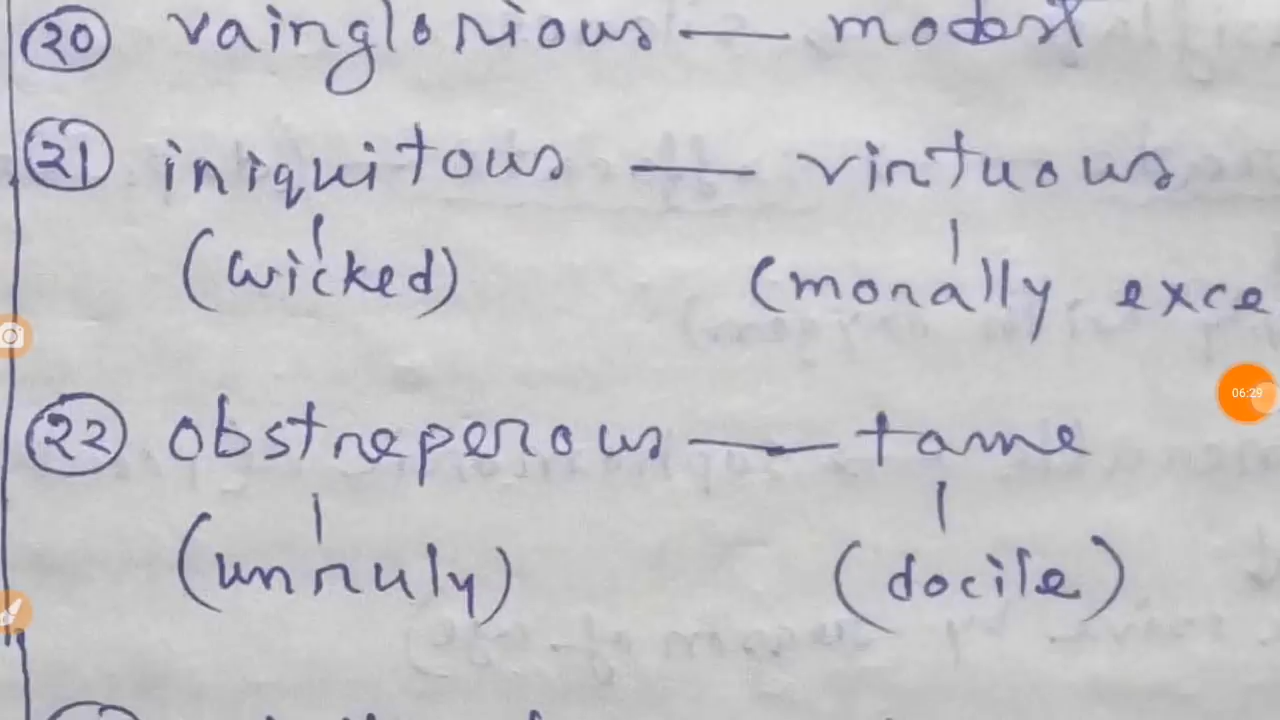 20 vainglorious — modest
21 iniquitous — virtuous
(wicked) (morally exce
06:29
22 obstreperous — tame
(unruly) (docile)